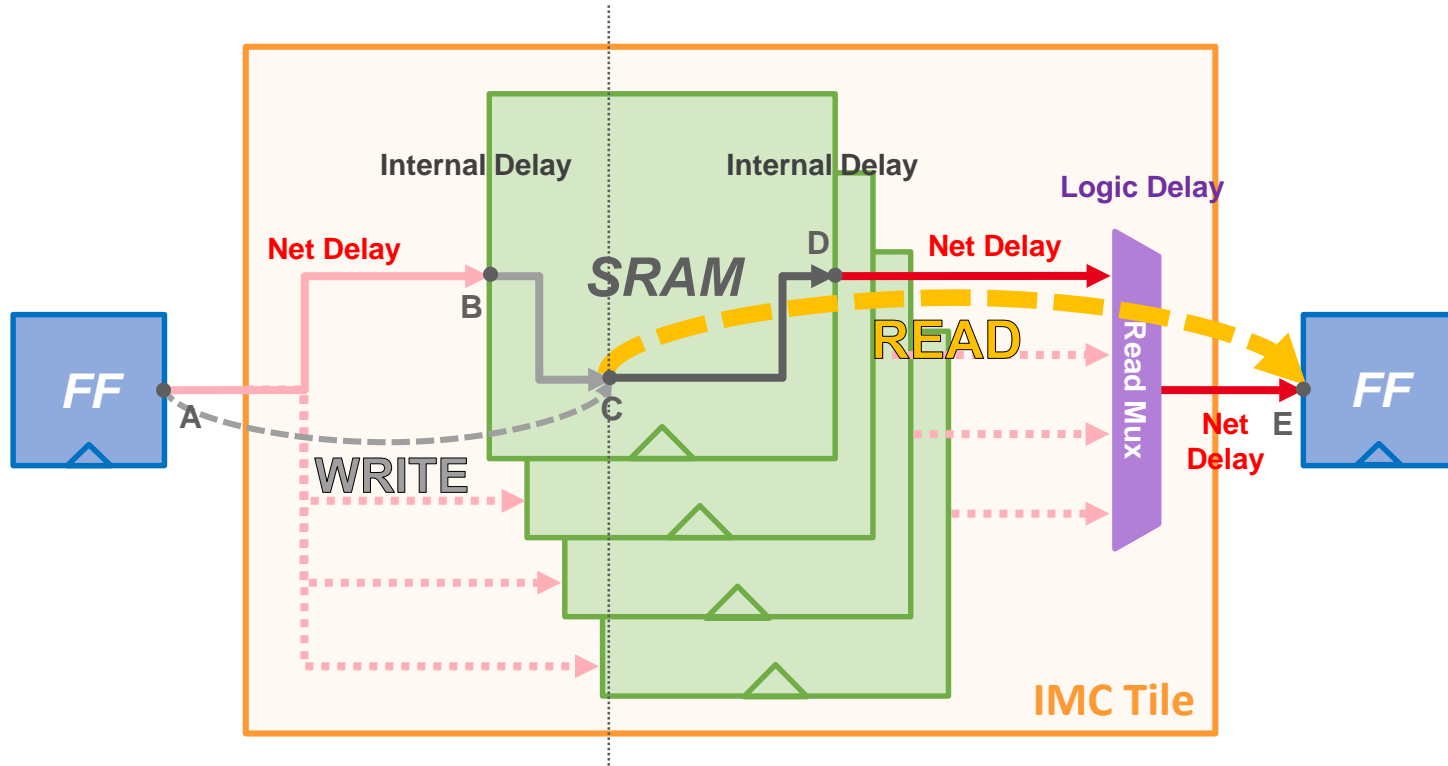 Internal Delay
Internal Delay
Logic Delay
Net Delay
D
Net Delay
SRAM
B
READ
Read Mux
FF
A
C
E
FF
Net
Delay
WRITE
IMC Tile